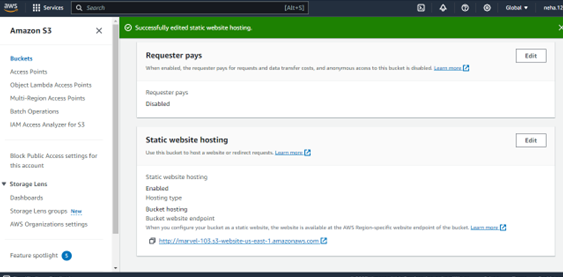 aws
Services
Search
[Alt+S]
Global
neha.12
Amazon S3
Successfully edited static website hosting.
Buckets
Access Points
Object Lambda Access Points
Multi-Region Access Points
Batch Operations
IAM Access Analyzer for S3
Block Public Access settings for
this account
Storage Lens
Dashboards
Storage Lens groups New
AWS Organizations settings
Feature spotlight 5
Requester pays
Edit
When enabled, the requester pays for requests and data transfer costs, and anonymous access to this bucket is disabled. Learn more
Requester pays
Disabled
Static website hosting
Edit
Use this bucket to host a website or redirect requests. Learn more
Static website hosting
Enabled
Hosting type
Bucket hosting
Bucket website endpoint
When you configure your bucket as a static website, the website is available at the AWS Region-specific website endpoint of the bucket. Learn more
http://marvel-103.s3-website-us-east-1.amazonaws.com